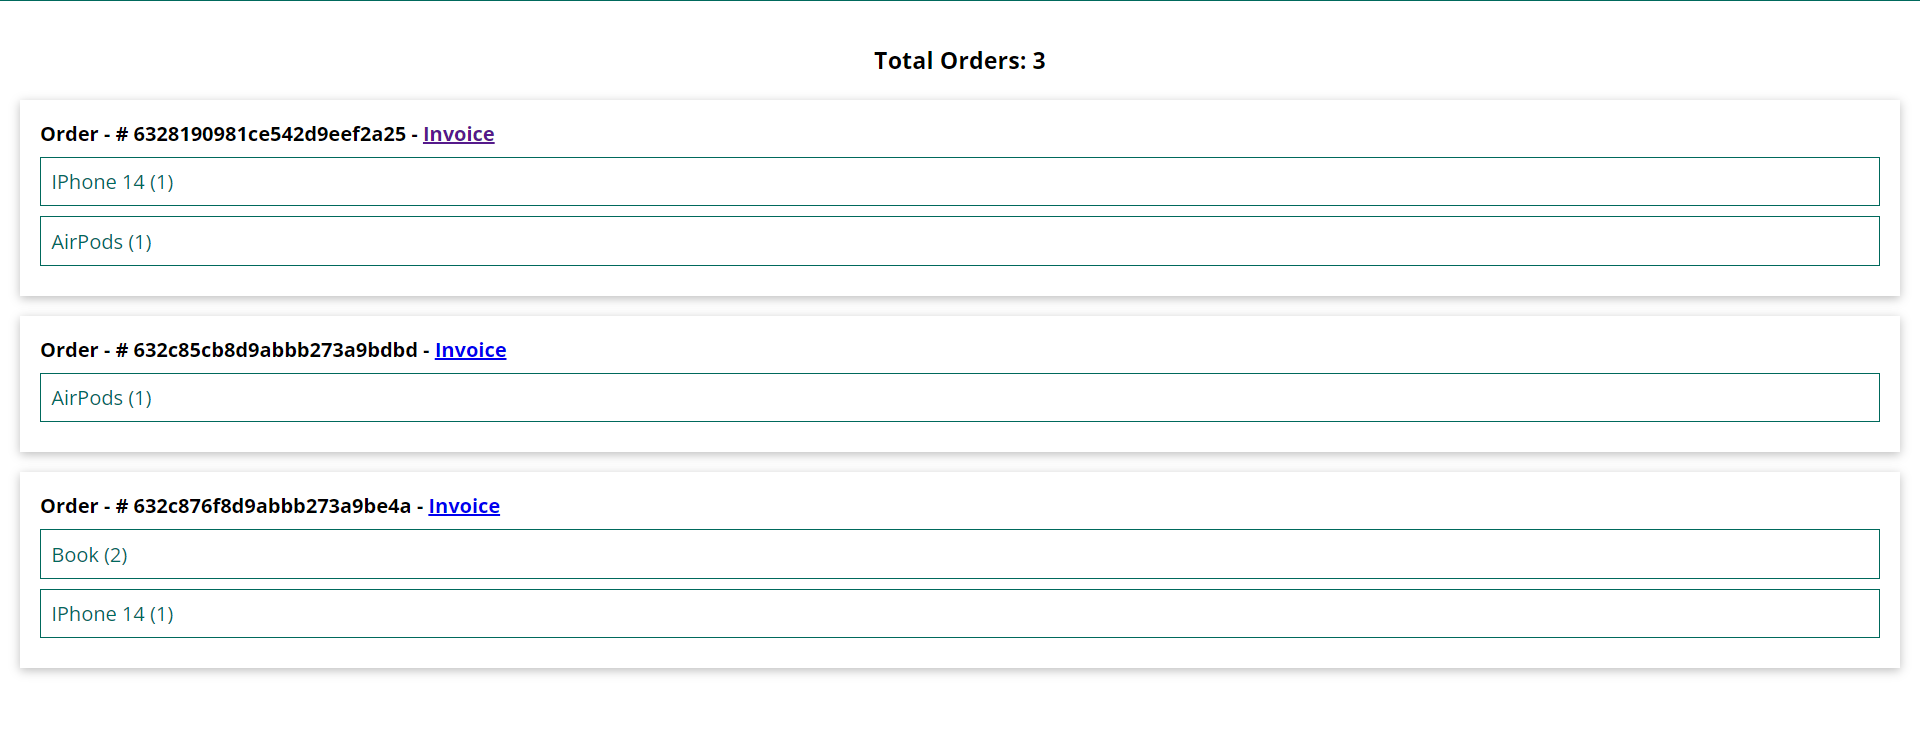 Total Orders: 3
Order - # 6328190981ce542d9eef2a25 - Invoice
IPhone 14 (1)
AirPods (1)
Order - # 632c85cb8d9abbb273a9bdbd - Invoice
AirPods (1)
Order - # 632c876f8d9abbb273a9be4a - Invoice
Book (2)
IPhone 14 (1)